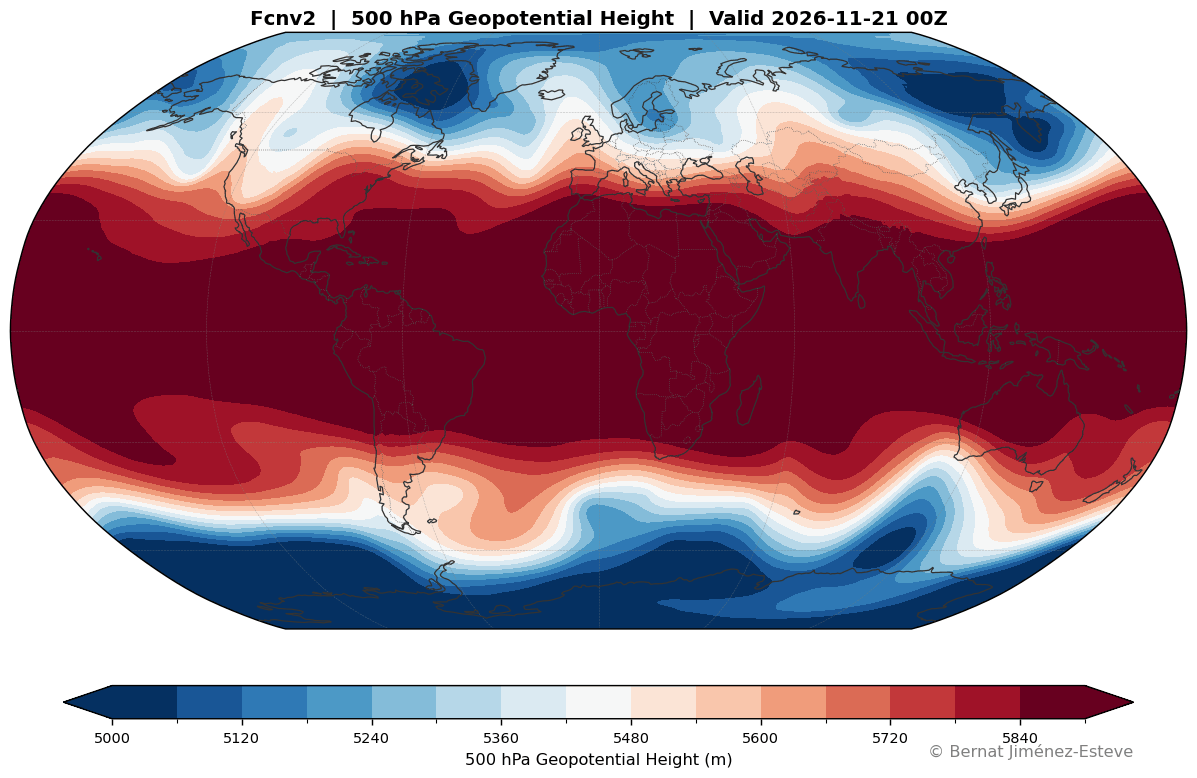 Fcnv2 | 500 hPa Geopotential Height | Valid 2026-11-21 00Z
5000 5120 5240 5360 5480 5600 5720 5840
500 hPa Geopotential Height (m)
© Bernat Jiménez-Esteve